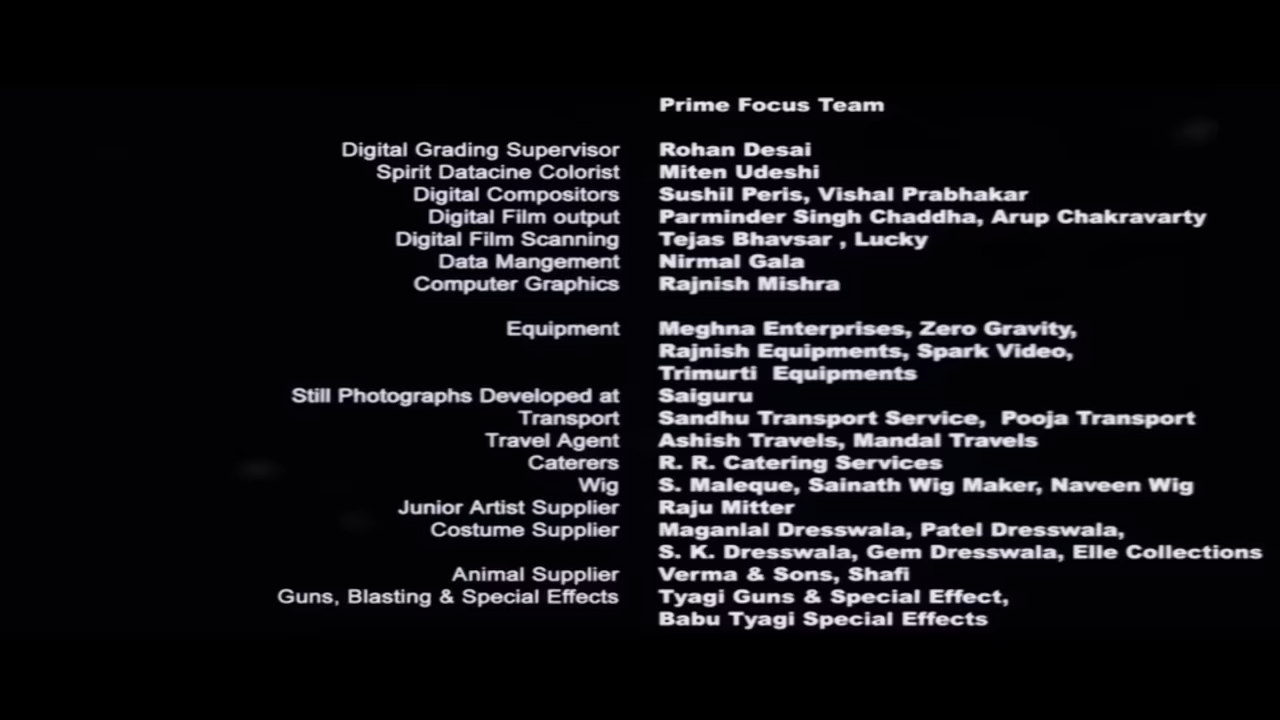 Prime Focus Team
Digital Grading Supervisor Rohan Desai
Spirit Datacine Colorist Miten Udeshi
Digital Compositors Sushil Peris, Vishal Prabhakar
Digital Film output Parminder Singh Chaddha, Arup Chakravarty
Digital Film Scanning Tejas Bhavsar , Lucky
Data Mangement Nirmal Gala
Computer Graphics Rajnish Mishra
Equipment Meghna Enterprises, Zero Gravity,
Rajnish Equipments, Spark Video,
Trimurti Equipments
Still Photographs Developed at Saiguru
Transport Sandhu Transport Service, Pooja Transport
Travel Agent Ashish Travels, Mandal Travels
Caterers R. R. Catering Services
Wig S. Maleque, Sainath Wig Maker, Naveen Wig
Junior Artist Supplier Raju Mitter
Costume Supplier Maganlal Dresswala, Patel Dresswala,
S. K. Dresswala, Gem Dresswala, Elle Collections
Animal Supplier Verma & Sons, Shafi
Guns, Blasting & Special Effects Tyagi Guns & Special Effect,
Babu Tyagi Special Effects